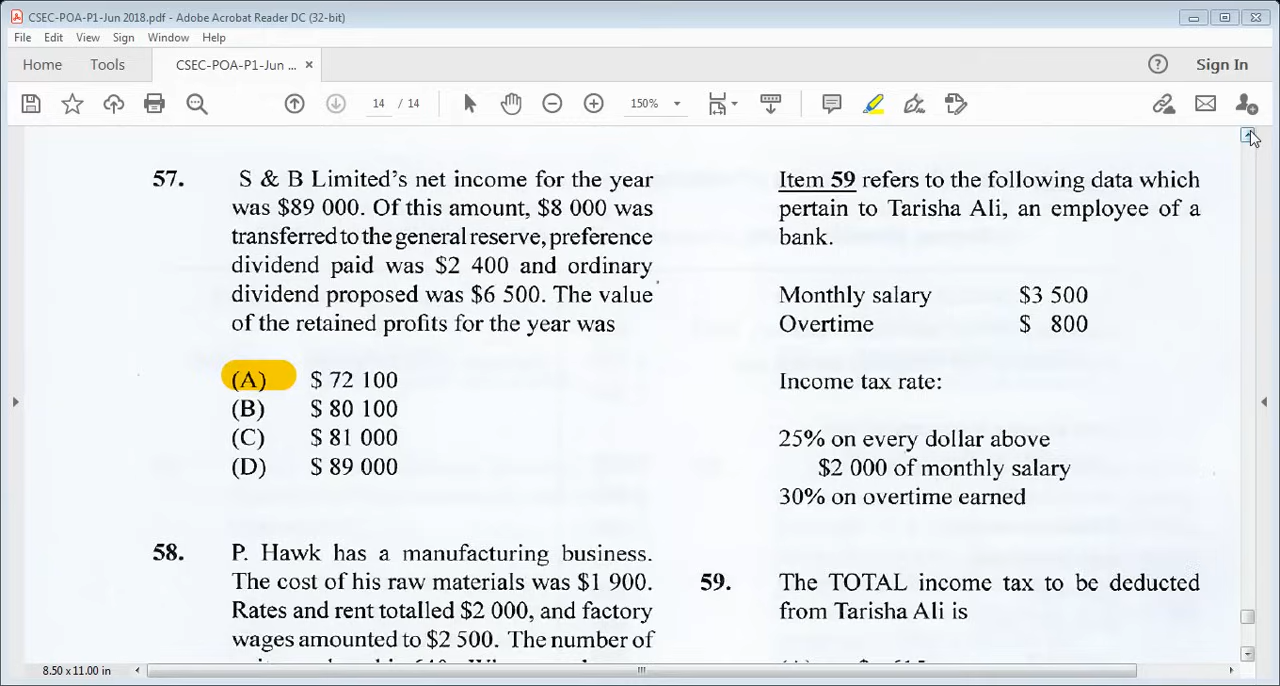 CSEC-POA-P1-Jun 2018.pdf - Adobe Acrobat Reader DC (32-bit)
File Edit View Sign Window Help
Home Tools CSEC-POA-P1-Jun ... × ? Sign In
14 / 14 150%
57. S & B Limited's net income for the year
was $89 000. Of this amount, $8 000 was
transferred to the general reserve, preference
dividend paid was $2 400 and ordinary
dividend proposed was $6 500. The value
of the retained profits for the year was
(A) $ 72 100
(B) $ 80 100
(C) $ 81 000
(D) $ 89 000
58. P. Hawk has a manufacturing business.
The cost of his raw materials was $1 900.
Rates and rent totalled $2 000, and factory
wages amounted to $2 500. The number of
Item 59 refers to the following data which
pertain to Tarisha Ali, an employee of a
bank.
Monthly salary $3 500
Overtime $ 800
Income tax rate:
25% on every dollar above
$2 000 of monthly salary
30% on overtime earned
59. The TOTAL income tax to be deducted
from Tarisha Ali is
8.50 x 11.00 in